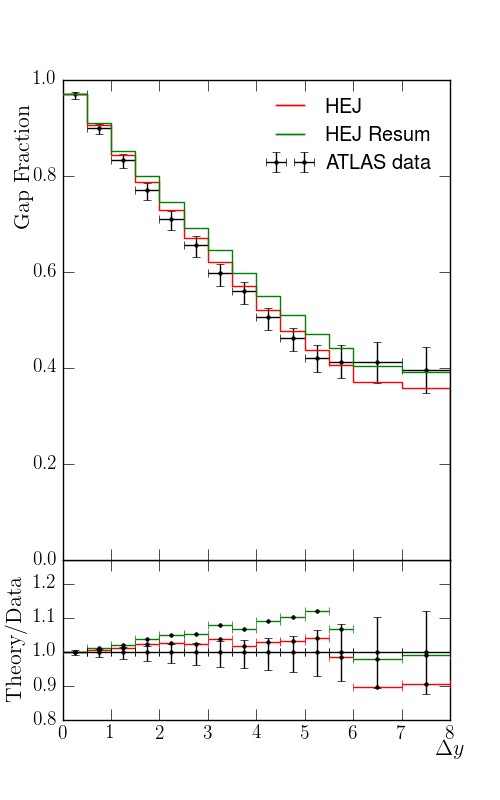 1.0
HEJ
HEJ Resum
ATLAS data
Gap Fraction
0.8
0.6
0.4
0.2
0.0
1.2
1.1
1.0
0.9
0.8
Theory/Data
0 1 2 3 4 5 6 7 8
Δy